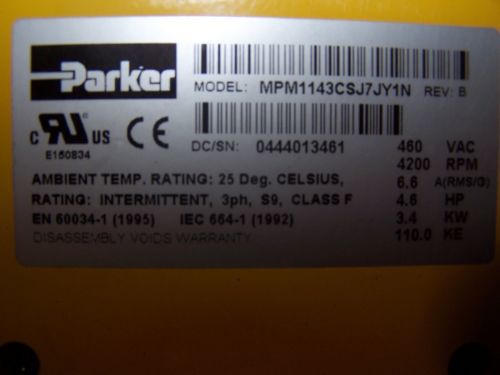 Parker
MODEL: MPM1143CSJ7JY1N REV: B
c RU US CE
E150834
DC/SN: 0444013461 460 VAC
4200 RPM
AMBIENT TEMP. RATING: 25 Deg. CELSIUS, 6.6 A(RMS/G)
RATING: INTERMITTENT, 3ph, S9, CLASS F 4.6 HP
EN 60034-1 (1995) IEC 664-1 (1992) 3.4 KW
DISASSEMBLY VOIDS WARRANTY 110.0 KE